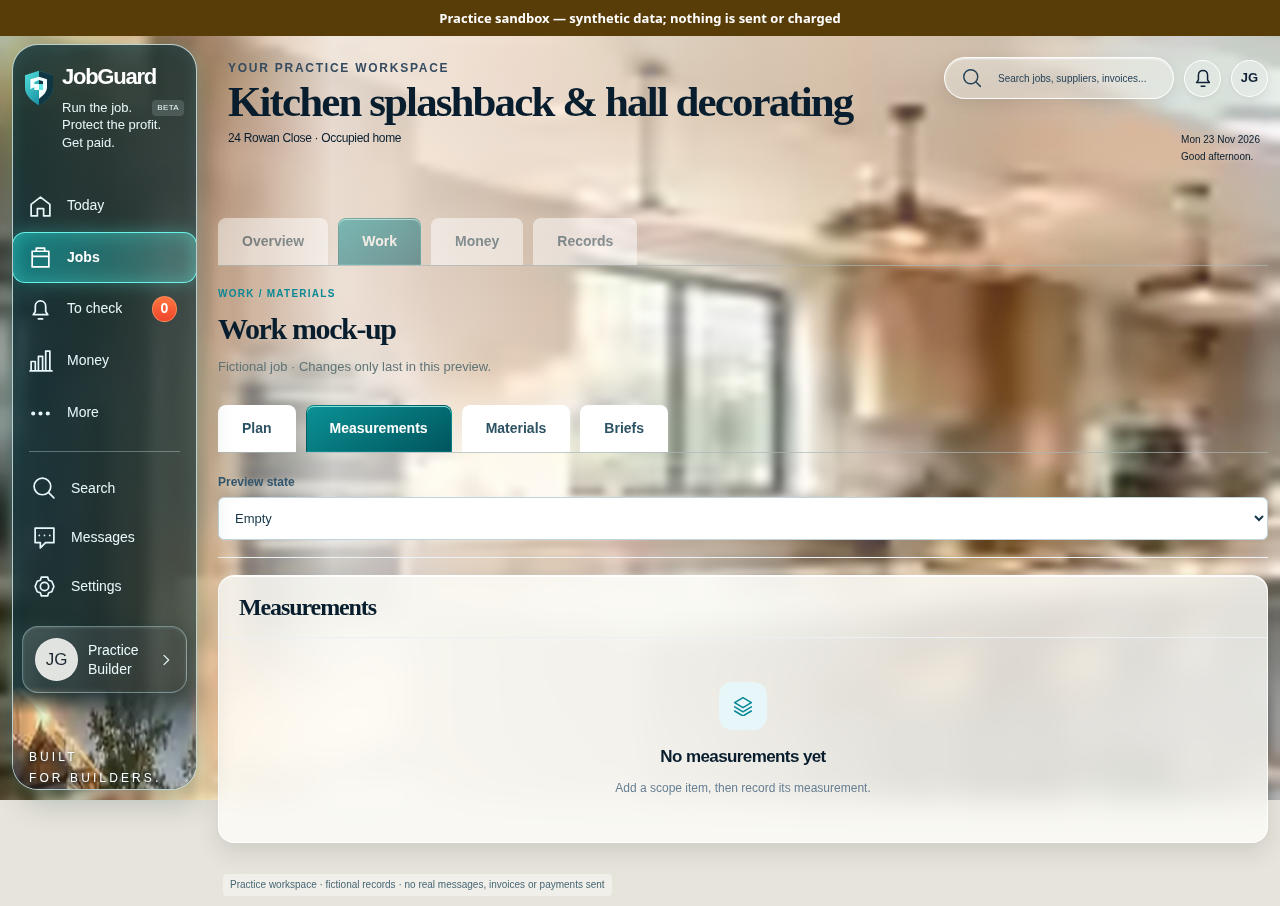 Practice sandbox — synthetic data; nothing is sent or charged
JobGuard
Run the job.
Protect the profit.
Get paid.
BETA
Today
Jobs
To check
0
Money
More
Search
Messages
Settings
JG
Practice
Builder
BUILT
FOR BUILDERS.
YOUR PRACTICE WORKSPACE
Kitchen splashback & hall decorating
24 Rowan Close · Occupied home
Search jobs, suppliers, invoices...
JG
Mon 23 Nov 2026
Good afternoon.
Overview
Work
Money
Records
WORK / MATERIALS
Work mock-up
Fictional job · Changes only last in this preview.
Plan
Measurements
Materials
Briefs
Preview state
Empty
Measurements
No measurements yet
Add a scope item, then record its measurement.
Practice workspace · fictional records · no real messages, invoices or payments sent